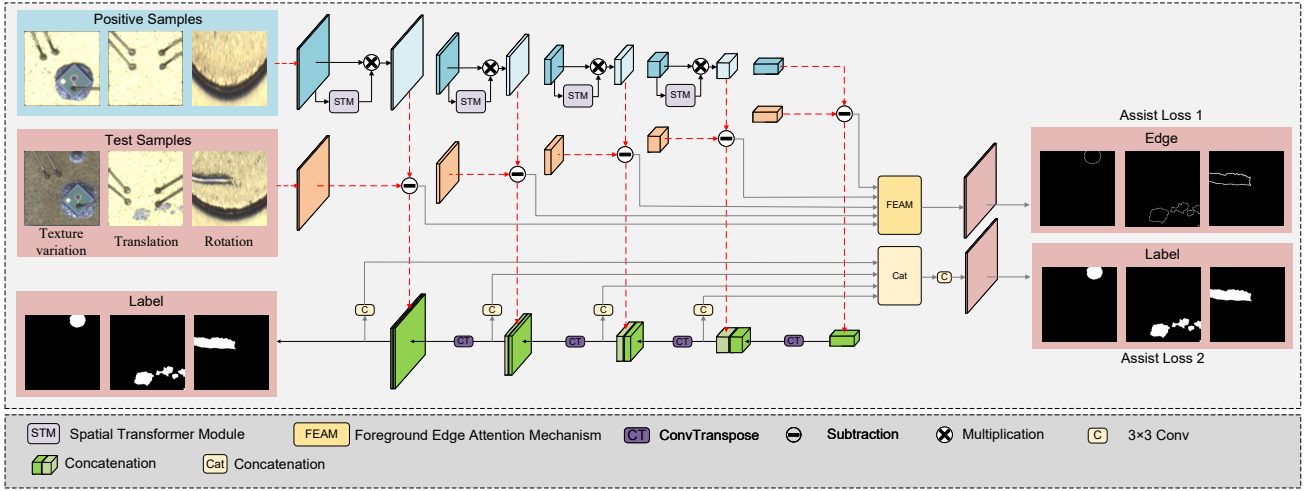 Positive Samples
STM
STM
STM
STM
Test Samples
Texture
variation
Translation
Rotation
Assist Loss 1
Edge
FEAM
Label
Cat
C
Label
C
C
C
C
CT
CT
CT
CT
Assist Loss 2
STM Spatial Transformer Module
FEAM Foreground Edge Attention Mechanism
CT ConvTranspose
Subtraction
Multiplication
C 3×3 Conv
Concatenation
Cat Concatenation